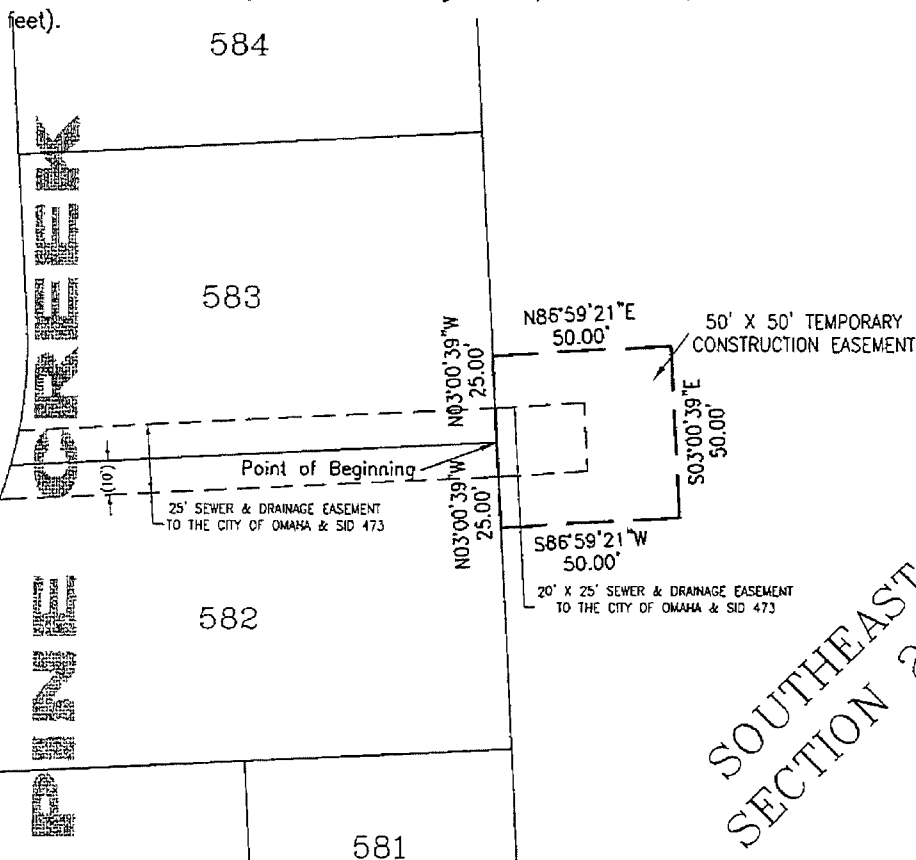 feet).
584
583
N86°59'21"E
50.00'
50' X 50' TEMPORARY
CONSTRUCTION EASEMENT
N03°00'39"W
25.00'
S03°00'39"E
50.00'
Point of Beginning
(10')
25' SEWER & DRAINAGE EASEMENT
TO THE CITY OF OMAHA & SID 473
N03°00'39"W
25.00'
S86°59'21"W
50.00'
20' X 25' SEWER & DRAINAGE EASEMENT
TO THE CITY OF OMAHA & SID 473
582
581
PINE CREEK
SOUTHEAST
SECTION